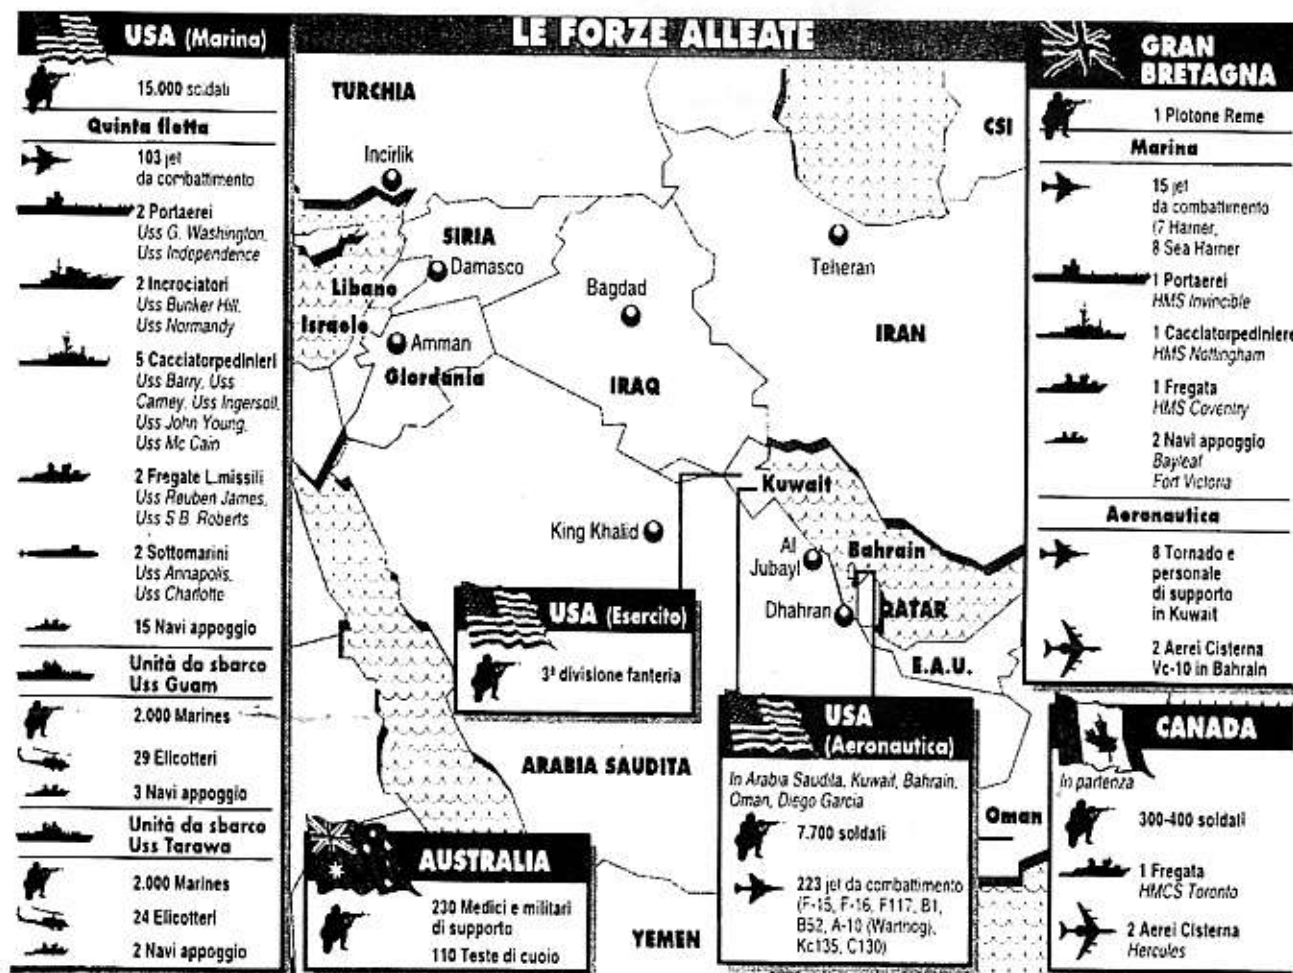 LE FORZE ALLEATE
USA (Marina)
15.000 soldati
Quinta flotta
103 jet
da combattimento
2 Portaerei
Uss G. Washington,
Uss Independence
2 Incrociatori
Uss Bunker Hill,
Uss Normandy
5 Cacciatorpedinieri
Uss Barry, Uss
Carney, Uss Ingersoll,
Uss John Young,
Uss Mc Cain
2 Fregate L.missili
Uss Reuben James,
Uss S.B. Roberts
2 Sottomarini
Uss Annapolis,
Uss Charlotte
15 Navi appoggio
Unità da sbarco
Uss Guam
2.000 Marines
29 Elicotteri
3 Navi appoggio
Unità da sbarco
Uss Tarawa
2.000 Marines
24 Elicotteri
2 Navi appoggio
TURCHIA
CSI
Incirlik
SIRIA
Damasco
Teheran
Libano
Bagdad
Israele
Amman
IRAN
Giordania
IRAQ
Kuwait
King Khalid
Al
Jubayl
Bahrain
Dhahran
QATAR
E.A.U.
ARABIA SAUDITA
Oman
YEMEN
USA (Esercito)
3ª divisione fanteria
USA
(Aeronautica)
In Arabia Saudita, Kuwait, Bahrain,
Oman, Diego Garcia
7.700 soldati
223 jet da combattimento
(F-15, F-16, F117, B1,
B52, A-10 (Wartnog),
Kc135, C130)
AUSTRALIA
230 Medici e militari
di supporto
110 Teste di cuoio
GRAN
BRETAGNA
1 Plotone Reme
Marina
15 jet
da combattimento
(7 Harrier,
8 Sea Harrier
1 Portaerei
HMS Invincible
1 Cacciatorpediniere
HMS Nottingham
1 Fregata
HMS Coventry
2 Navi appoggio
Bayleaf
Fort Victoria
Aeronautica
8 Tornado e
personale
di supporto
in Kuwait
2 Aerei Cisterna
Vc-10 in Bahrain
CANADA
In partenza
300-400 soldati
1 Fregata
HMCS Toronto
2 Aerei Cisterna
Hercules